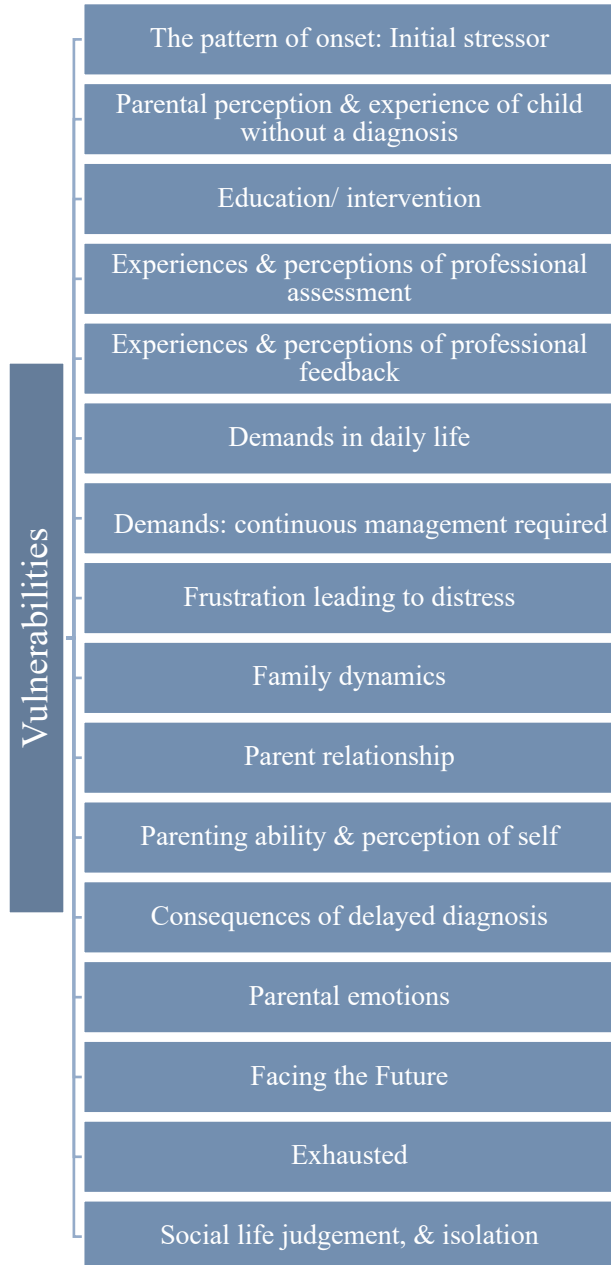 The pattern of onset: Initial stressor
Parental perception & experience of child
without a diagnosis
Education/ intervention
Experiences & perceptions of professional
assessment
Experiences & perceptions of professional
feedback
Demands in daily life
Demands: continuous management required
Frustration leading to distress
Family dynamics
Parent relationship
Parenting ability & perception of self
Consequences of delayed diagnosis
Parental emotions
Facing the Future
Exhausted
Social life judgement, & isolation
Vulnerabilities